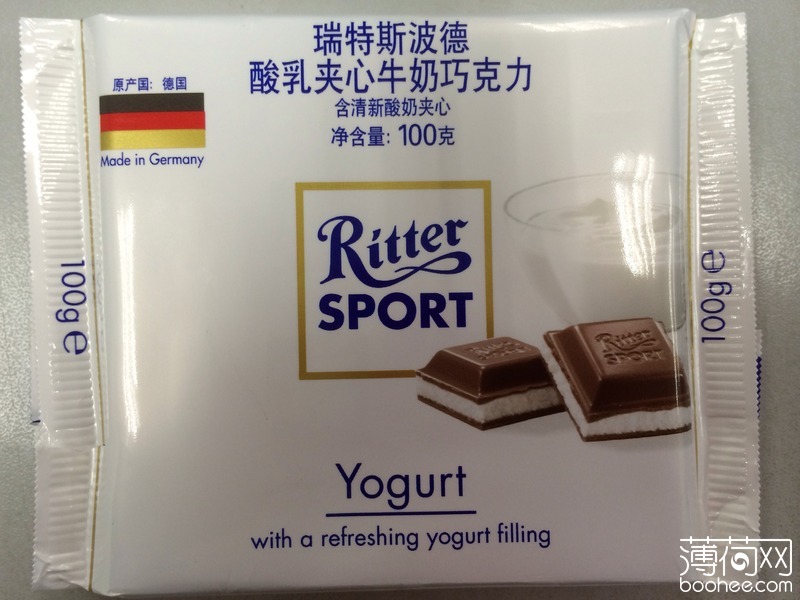 瑞特斯波德
酸乳夹心牛奶巧克力
含清新酸奶夹心
净含量: 100克
原产国: 德国
Made in Germany
Ritter
SPORT
100g e
100g e
Ritter
SPORT
Yogurt
with a refreshing yogurt filling
薄荷网
boohee.com